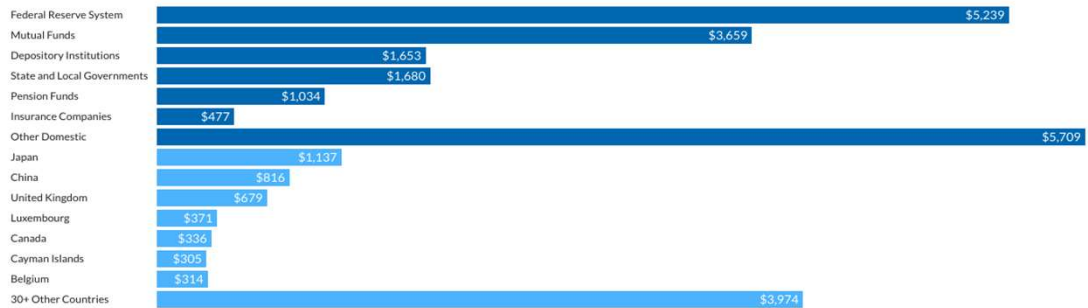 Federal Reserve System $5,239
Mutual Funds $3,659
Depository Institutions $1,653
State and Local Governments $1,680
Pension Funds $1,034
Insurance Companies $477
Other Domestic $5,709
Japan $1,137
China $816
United Kingdom $679
Luxembourg $371
Canada $336
Cayman Islands $305
Belgium $314
30+ Other Countries $3,974